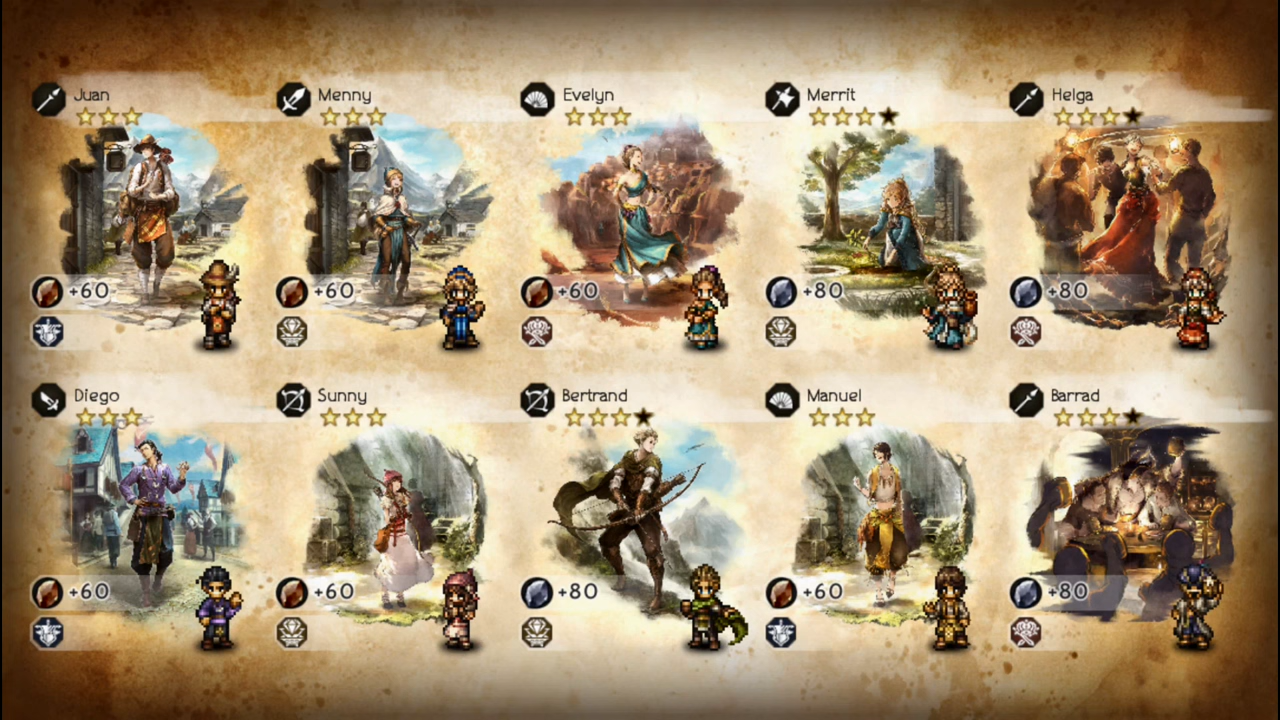 Juan
Menny
Evelyn
Merrit
Helga
+60
+60
+60
+80
+80
Diego
Sunny
Bertrand
Manuel
Barrad
+60
+60
+80
+60
+80